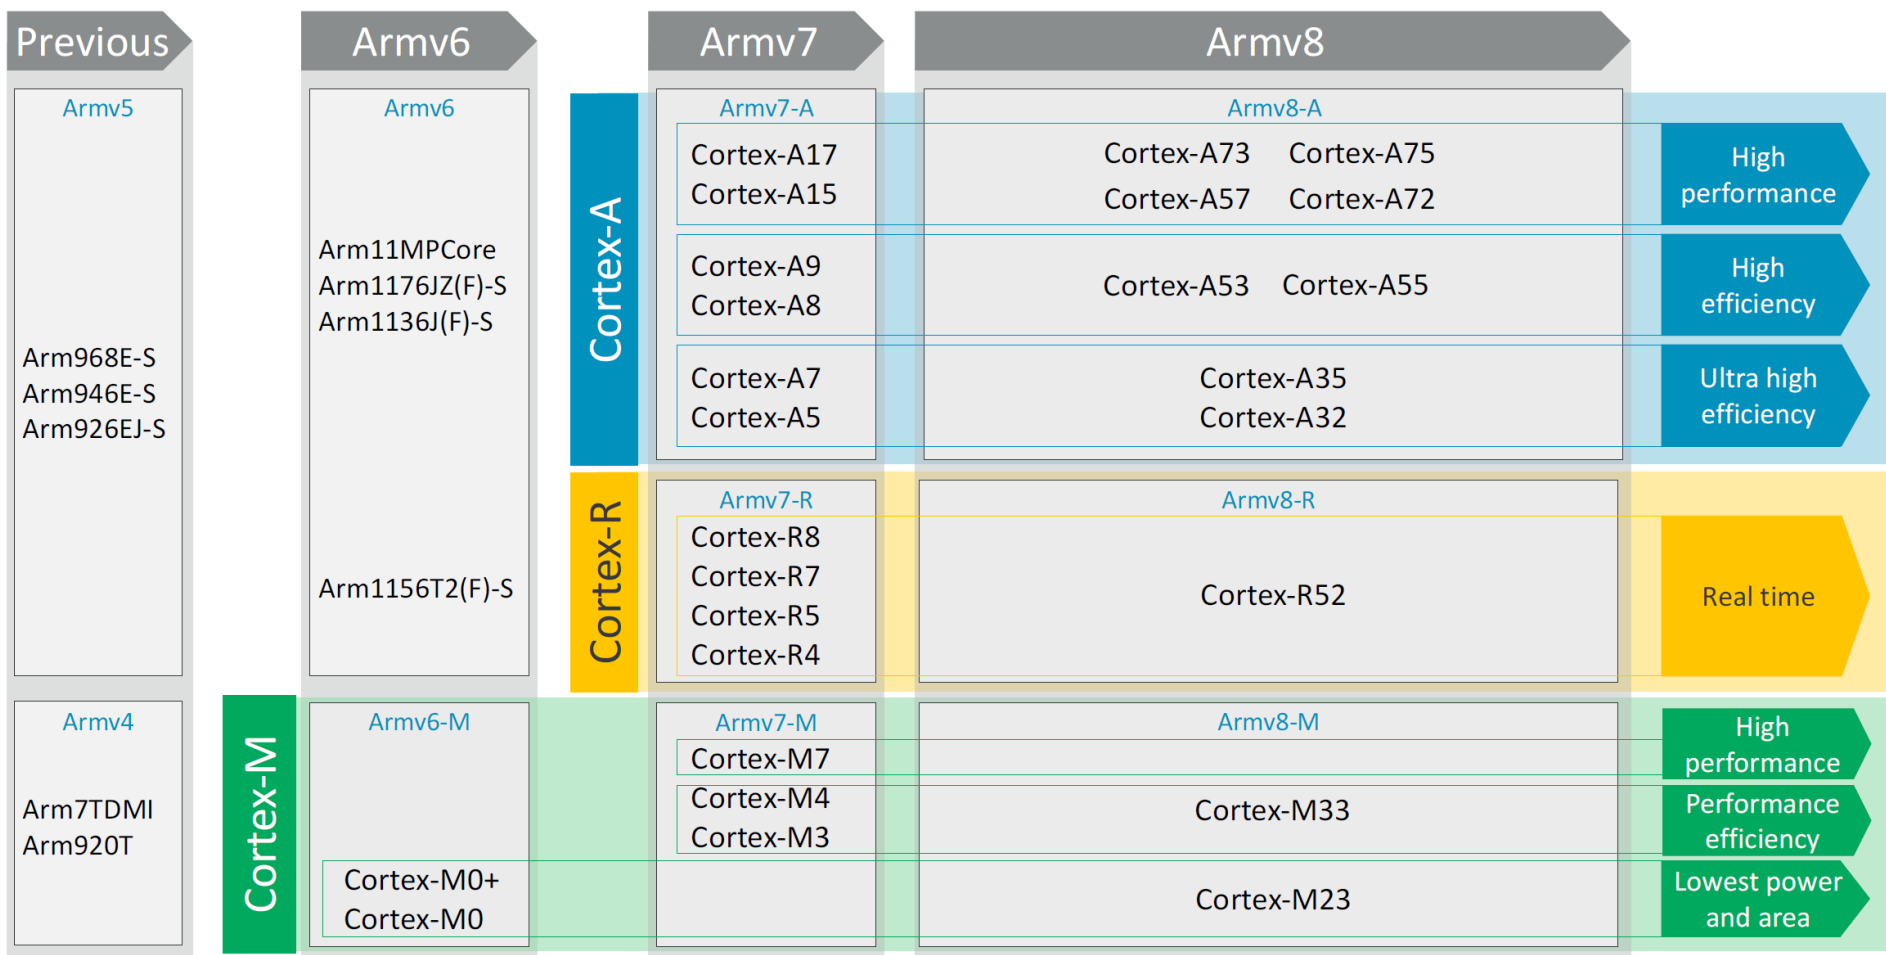 Previous
Armv6
Armv7
Armv8
Armv5
Arm968E-S
Arm946E-S
Arm926EJ-S
Armv4
Arm7TDMI
Arm920T
Armv6
Arm11MPCore
Arm1176JZ(F)-S
Arm1136J(F)-S
Arm1156T2(F)-S
Cortex-A
Armv7-A
Cortex-A17
Cortex-A15
Cortex-A9
Cortex-A8
Cortex-A7
Cortex-A5
Armv8-A
Cortex-A73 Cortex-A75
Cortex-A57 Cortex-A72
Cortex-A53 Cortex-A55
Cortex-A35
Cortex-A32
High
performance
High
efficiency
Ultra high
efficiency
Cortex-R
Armv7-R
Cortex-R8
Cortex-R7
Cortex-R5
Cortex-R4
Armv8-R
Cortex-R52
Real time
Cortex-M
Armv6-M
Cortex-M0+
Cortex-M0
Armv7-M
Cortex-M7
Cortex-M4
Cortex-M3
Armv8-M
Cortex-M33
Cortex-M23
High
performance
Performance
efficiency
Lowest power
and area